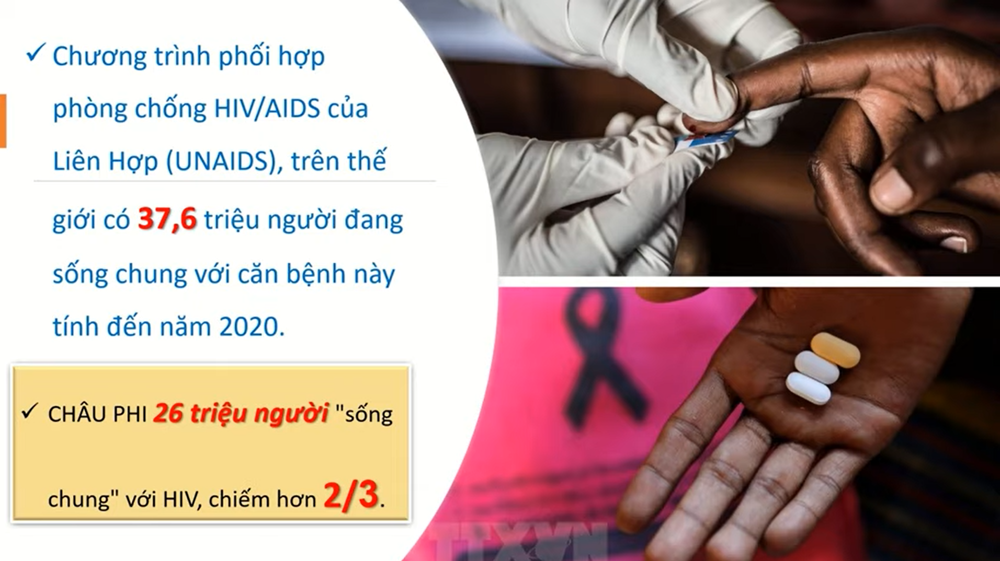 ✓ Chương trình phối hợp
phòng chống HIV/AIDS của
Liên Hợp (UNAIDS), trên thế
giới có 37,6 triệu người đang
sống chung với căn bệnh này
tính đến năm 2020.
✓ CHÂU PHI 26 triệu người "sống
chung" với HIV, chiếm hơn 2/3.
TTXVN